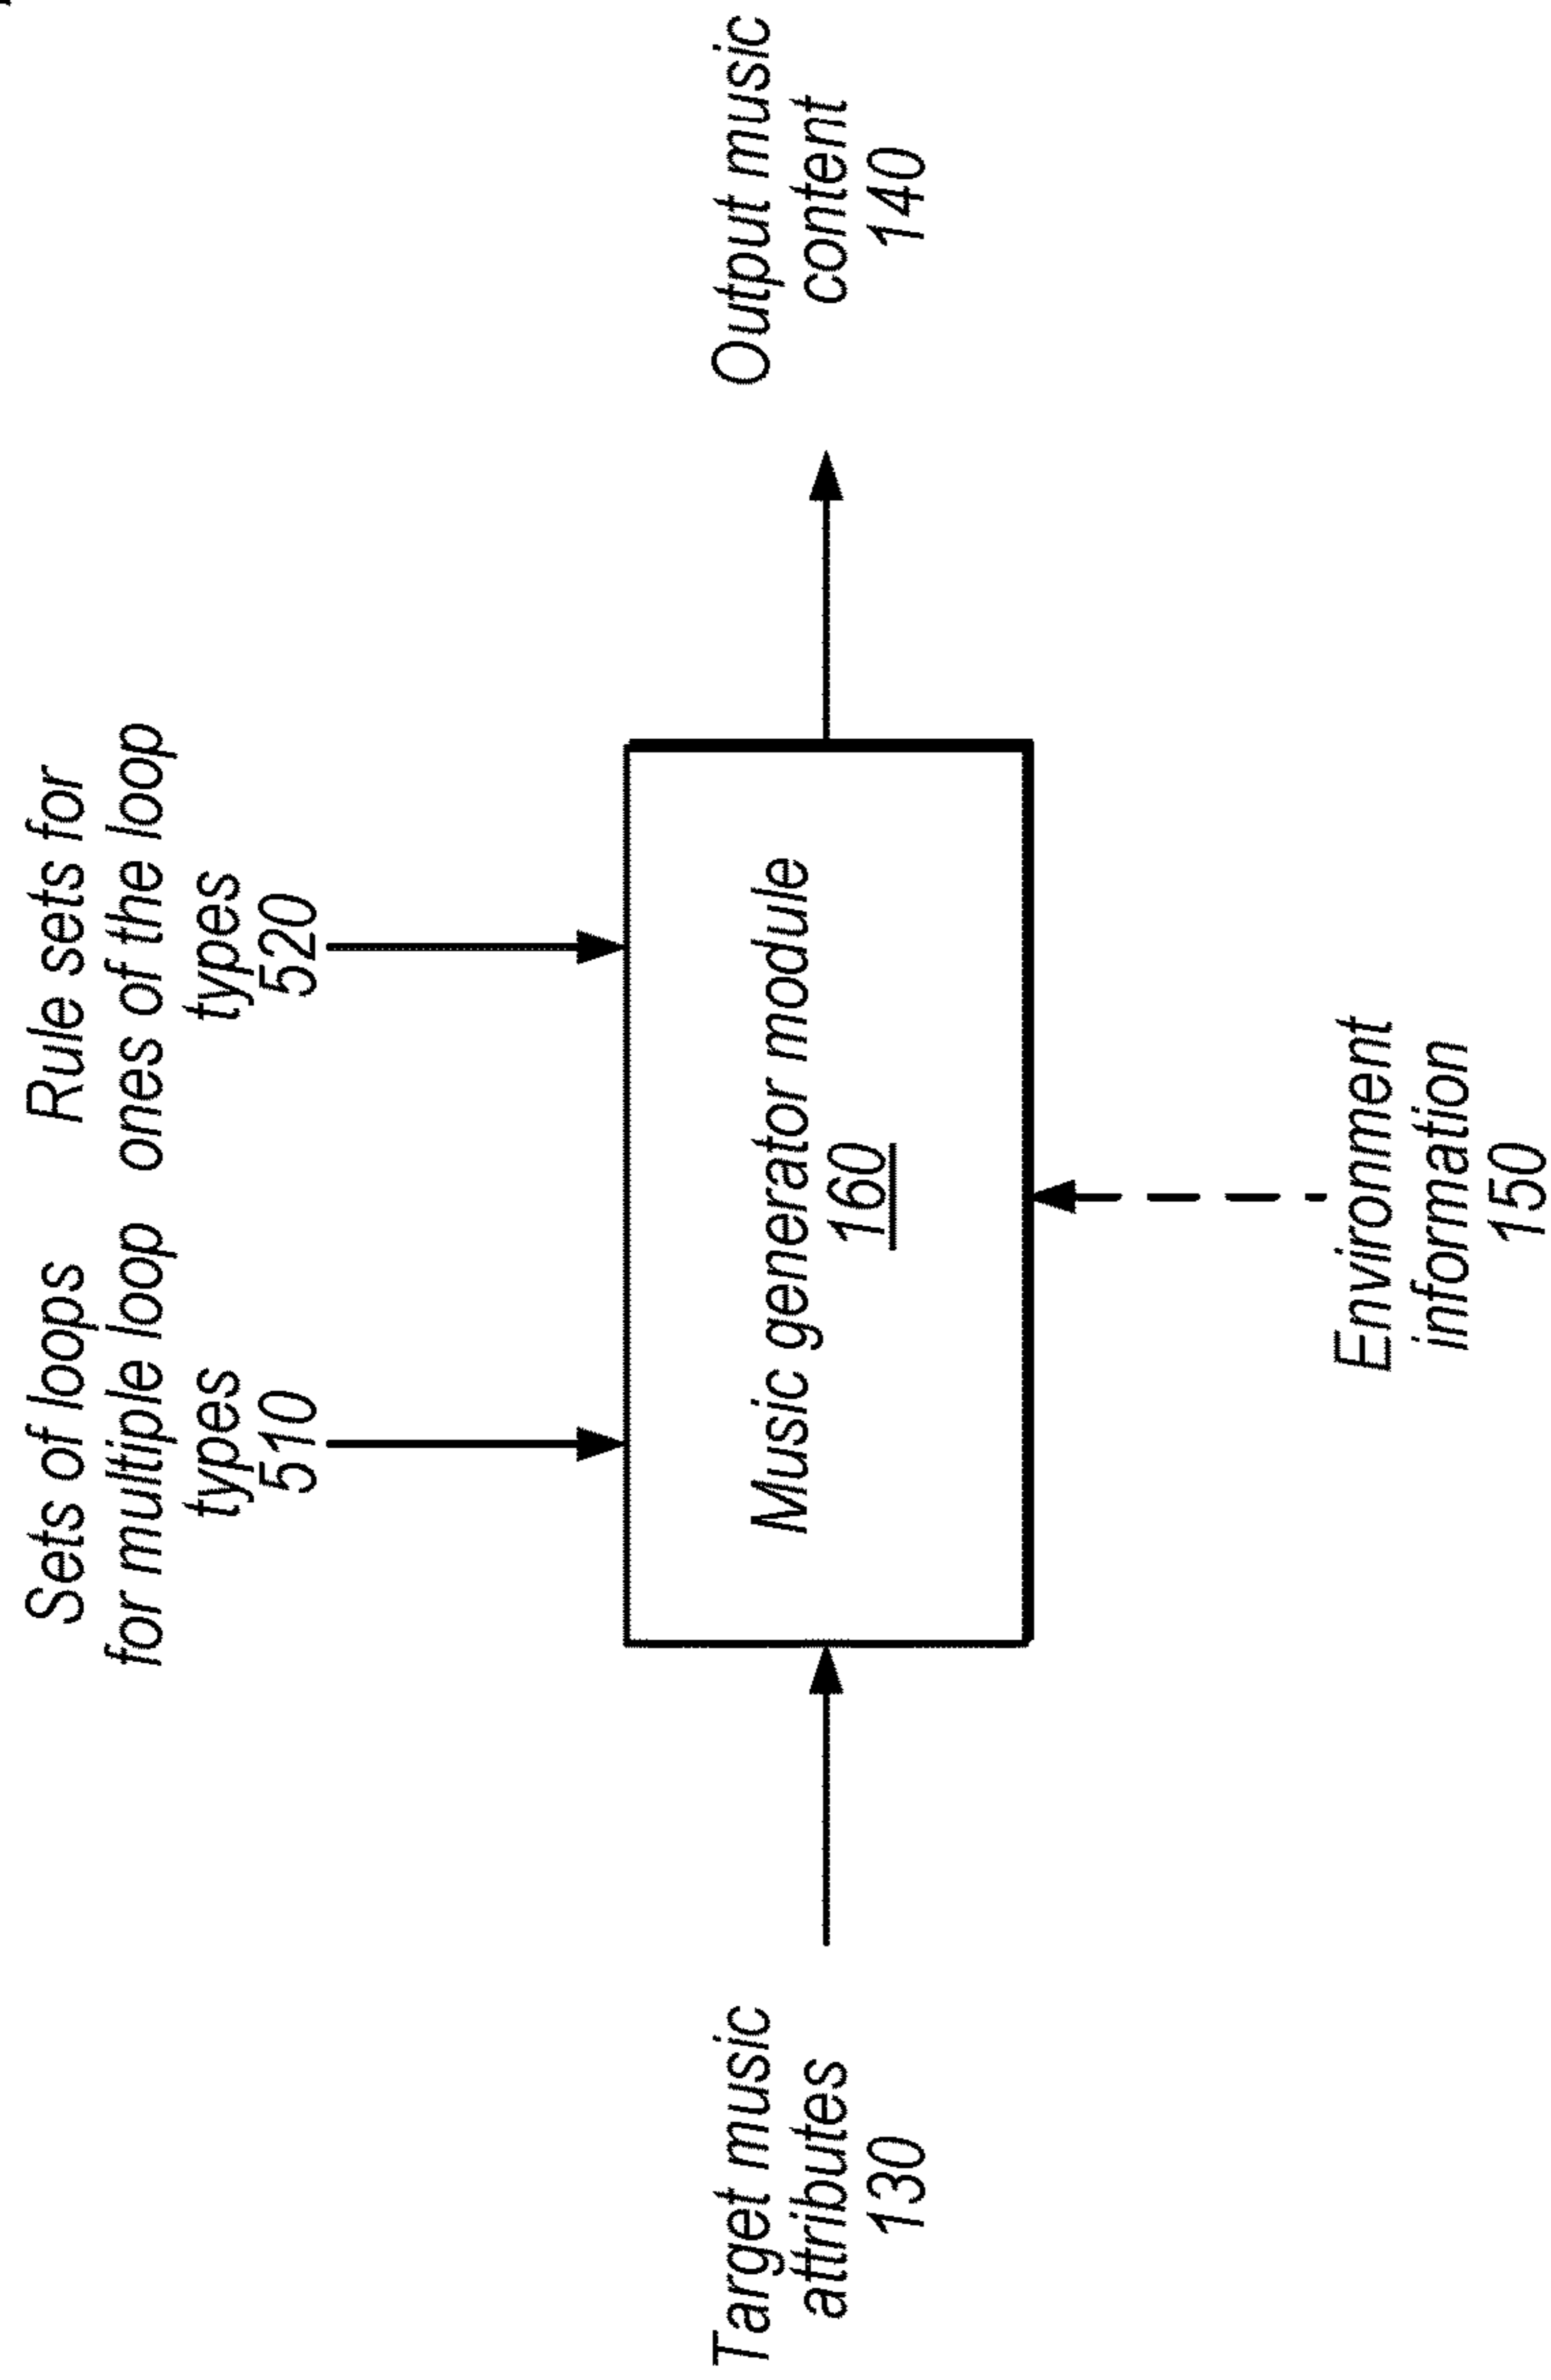 Sets of loops
for multiple loop
types
510
Rule sets for
ones of the loop
types
520
Target music
attributes
130
Music generator module
160
Output music
content
140
Environment
information
150